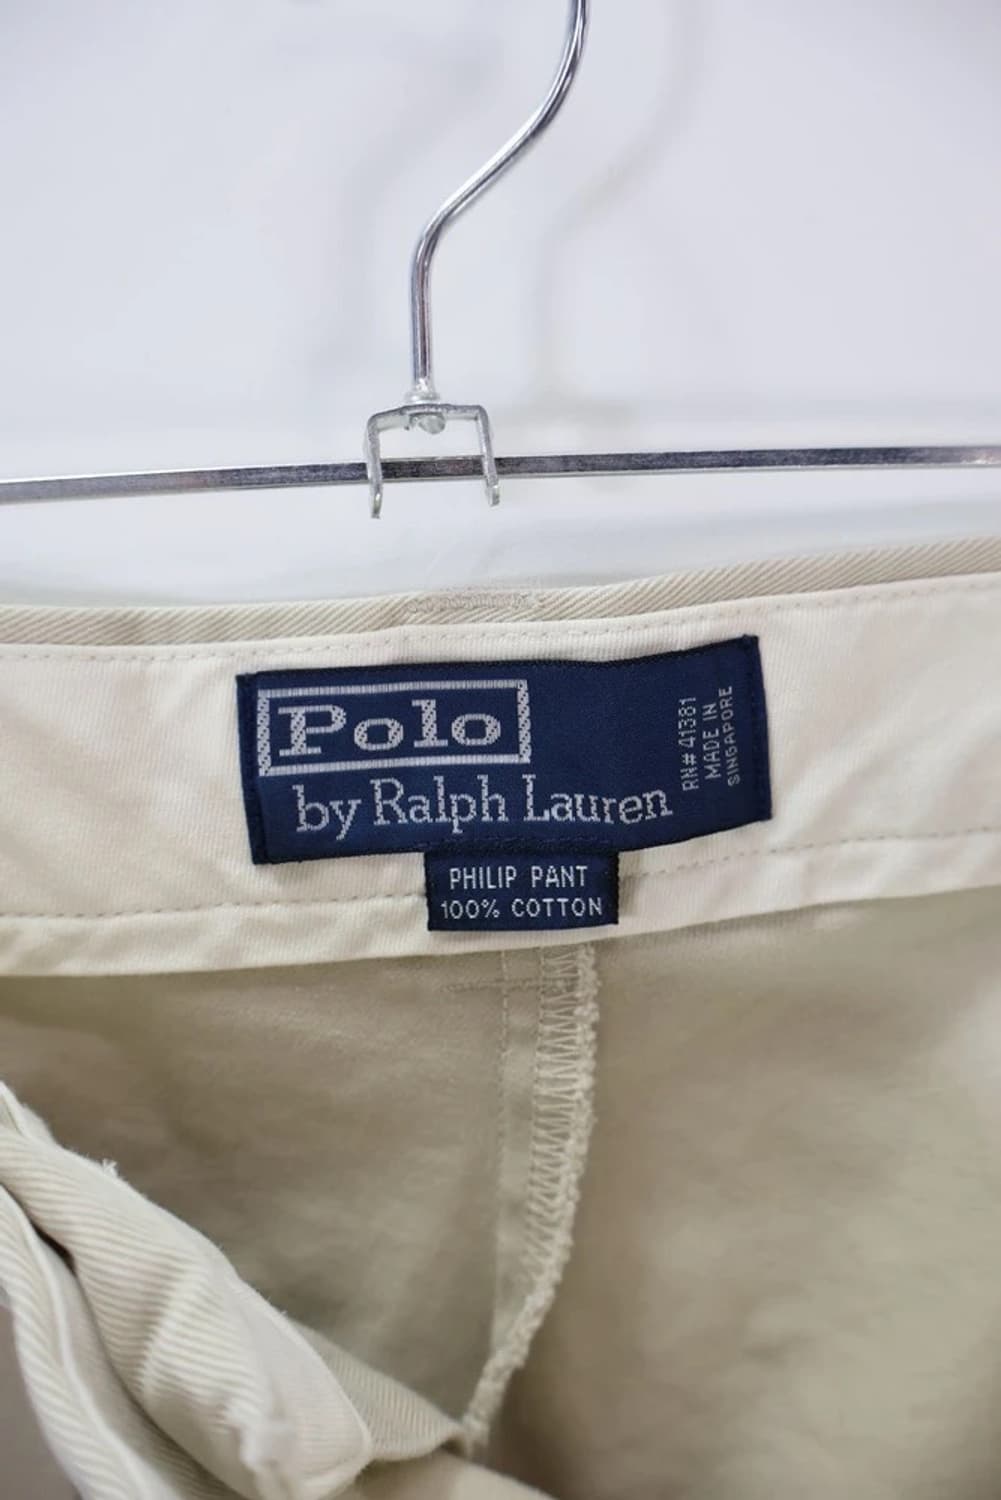 Polo
by Ralph Lauren
RN# 41381
MADE IN
SINGAPORE
PHILIP PANT
100% COTTON